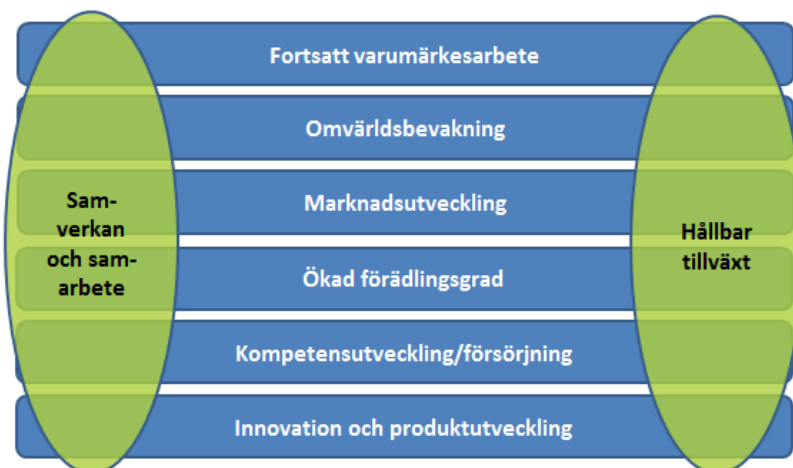 Fortsatt varumärkesarbete
Omvärldsbevakning
Marknadsutveckling
Ökad förädlingsgrad
Kompetensutveckling/försörjning
Innovation och produktutveckling
Sam-
verkan
och sam-
arbete
Hållbar
tillväxt